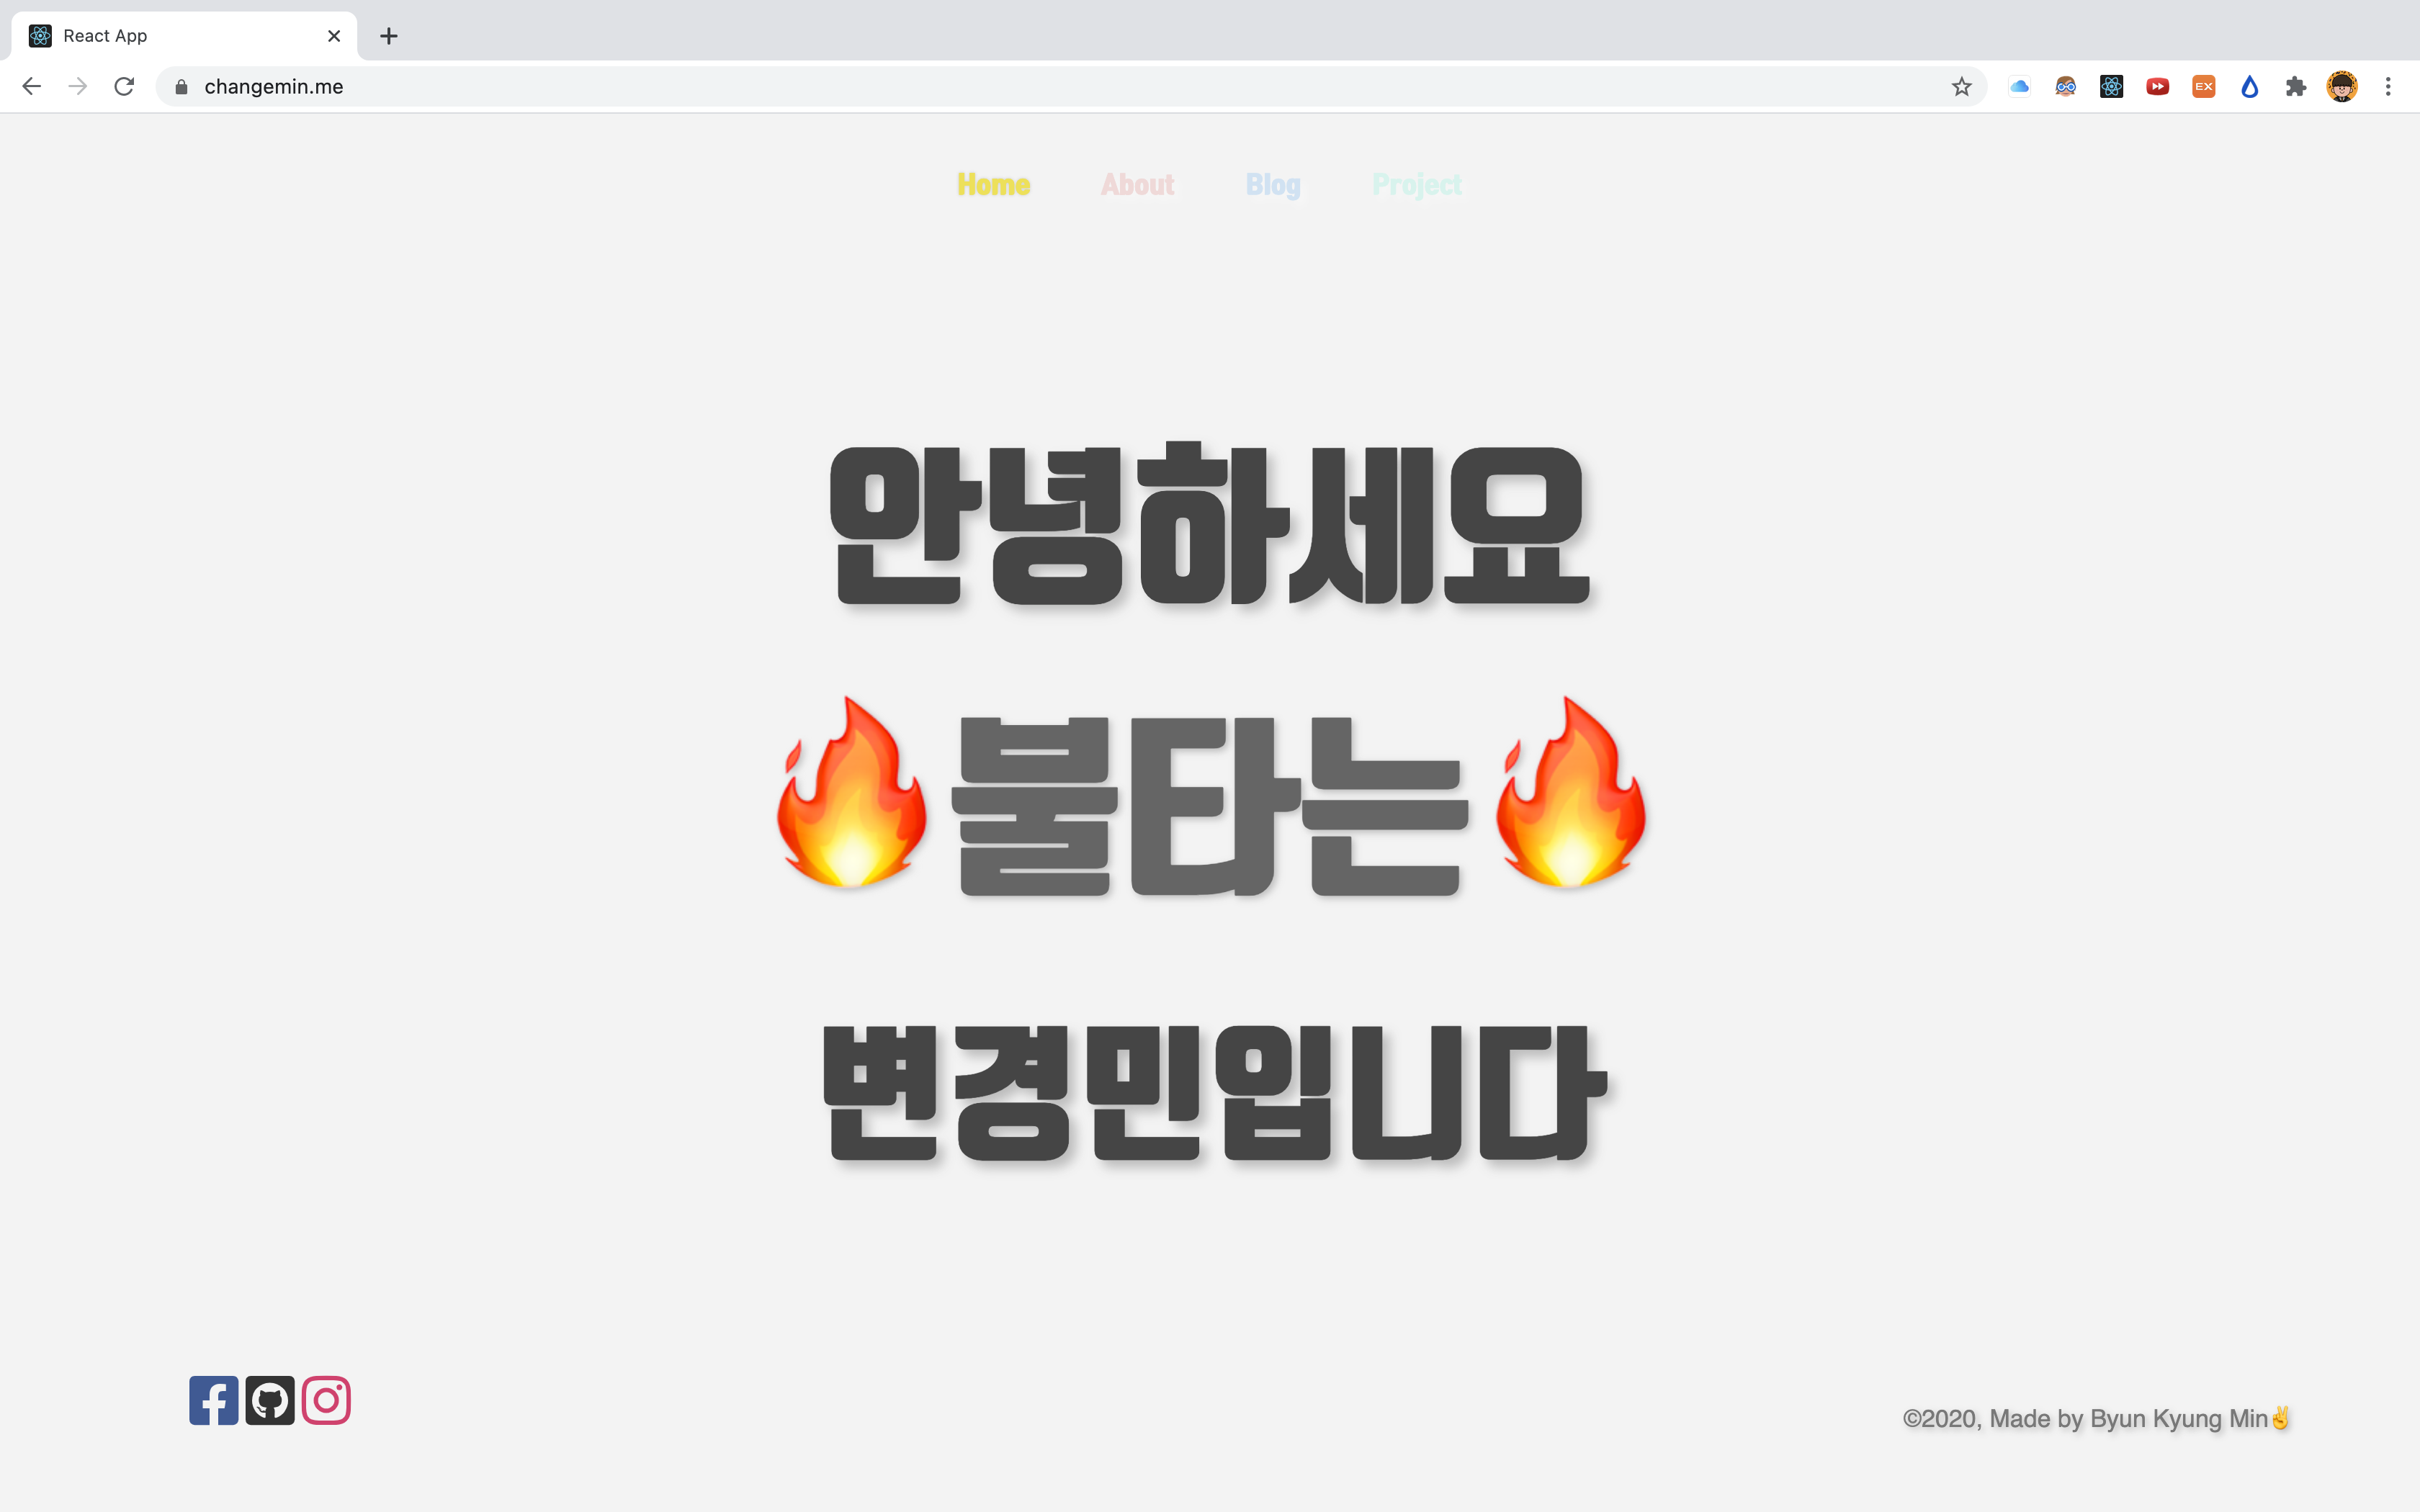 React App
changemin.me
EX
Home About Blog Project
안녕하세요
🔥불타는🔥
변경민입니다
©2020, Made by Byun Kyung Min✌️